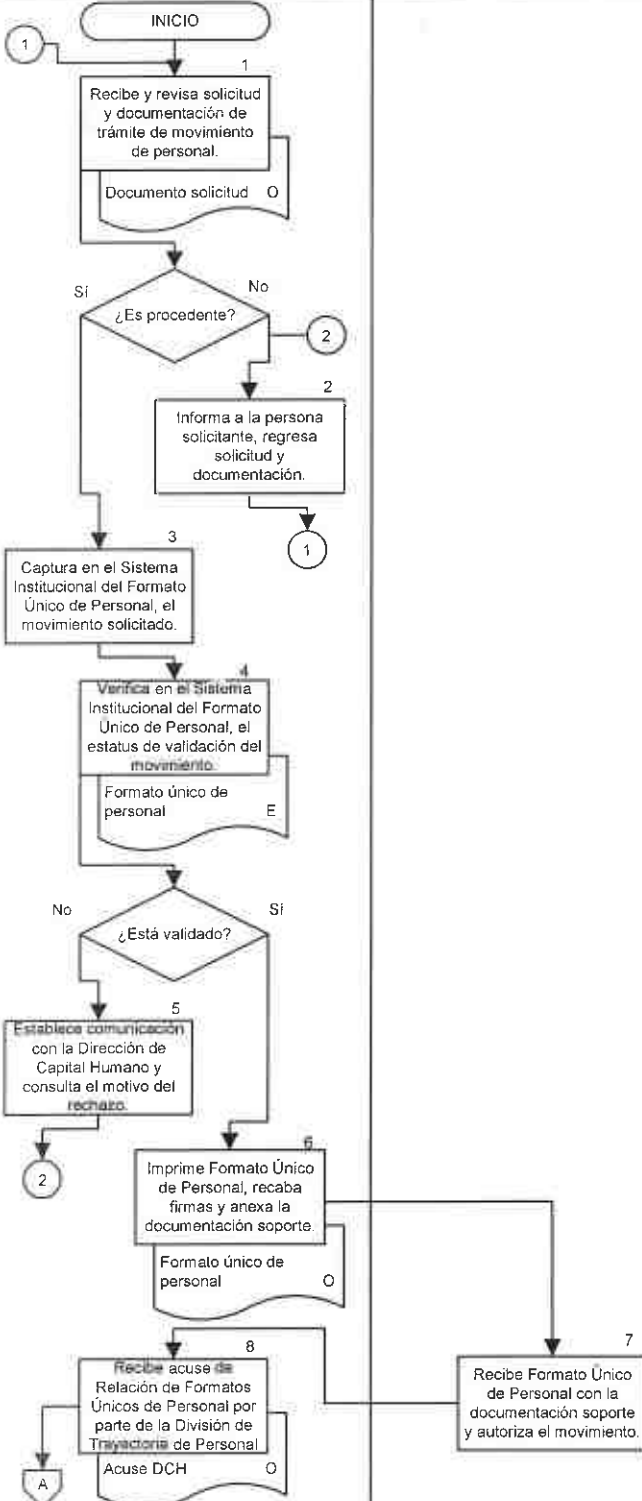 INICIO
1
1
Recibe y revisa solicitud
y documentación de
trámite de movimiento
de personal.
Documento solicitud O
Sí
No
¿Es procedente?
2
2
Informa a la persona
solicitante, regresa
solicitud y
documentación.
1
3
Captura en el Sistema
Institucional del Formato
Único de Personal, el
movimiento solicitado.
4
Verifica en el Sistema
Institucional del Formato
Único de Personal, el
estatus de validación del
movimiento.
Formato único de
personal E
No
Sí
¿Está validado?
5
Establece comunicación
con la Dirección de
Capital Humano y
consulta el motivo del
rechazo.
2
6
Imprime Formato Único
de Personal, recaba
firmas y anexa la
documentación soporte.
Formato único de
personal O
7
Recibe Formato Único
de Personal con la
documentación soporte
y autoriza el movimiento.
8
Recibe acuse de
Relación de Formatos
Únicos de Personal por
parte de la División de
Trayectoria de Personal
Acuse DCH O
A